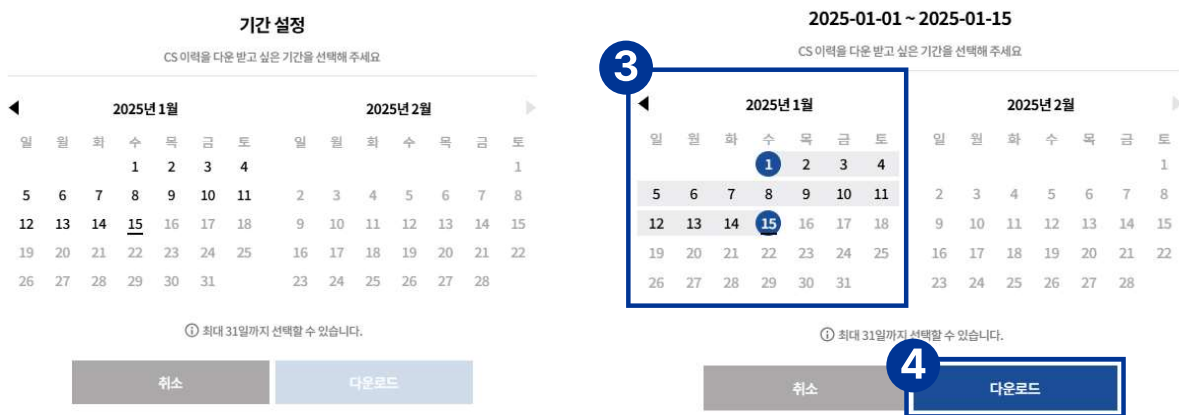 기간 설정
CS 이력을 다운 받고 싶은 기간을 선택해 주세요
2025년 1월
일 월 화 수 목 금 토
1 2 3 4
5 6 7 8 9 10 11
12 13 14 15 16 17 18
19 20 21 22 23 24 25
26 27 28 29 30 31
2025년 2월
일 월 화 수 목 금 토
1
2 3 4 5 6 7 8
9 10 11 12 13 14 15
16 17 18 19 20 21 22
23 24 25 26 27 28
최대 31일까지 선택할 수 있습니다.
취소
다운로드
2025-01-01 ~ 2025-01-15
CS 이력을 다운 받고 싶은 기간을 선택해 주세요
3
2025년 1월
일 월 화 수 목 금 토
1 2 3 4
5 6 7 8 9 10 11
12 13 14 15 16 17 18
19 20 21 22 23 24 25
26 27 28 29 30 31
2025년 2월
일 월 화 수 목 금 토
1
2 3 4 5 6 7 8
9 10 11 12 13 14 15
16 17 18 19 20 21 22
23 24 25 26 27 28
최대 31일까지 선택할 수 있습니다.
취소
4
다운로드